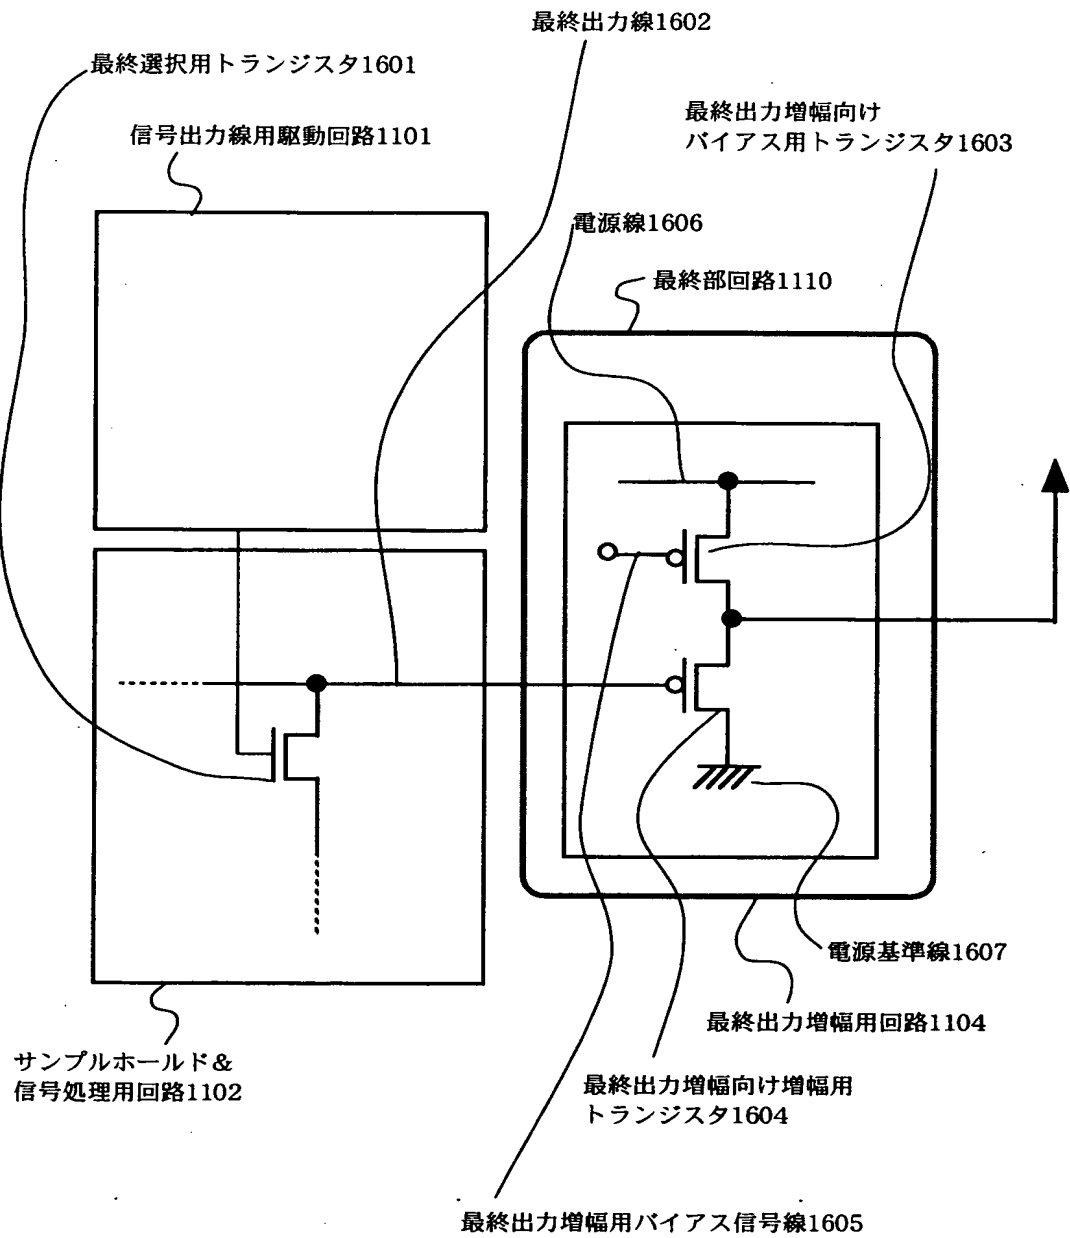 最終出力線1602
最終選択用トランジスタ1601
最終出力増幅向け
バイアス用トランジスタ1603
信号出力線用駆動回路1101
電源線1606
最終部回路1110
電源基準線1607
最終出力増幅用回路1104
サンプルホールド&
信号処理用回路1102
最終出力増幅向け増幅用
トランジスタ1604
最終出力増幅用バイアス信号線1605